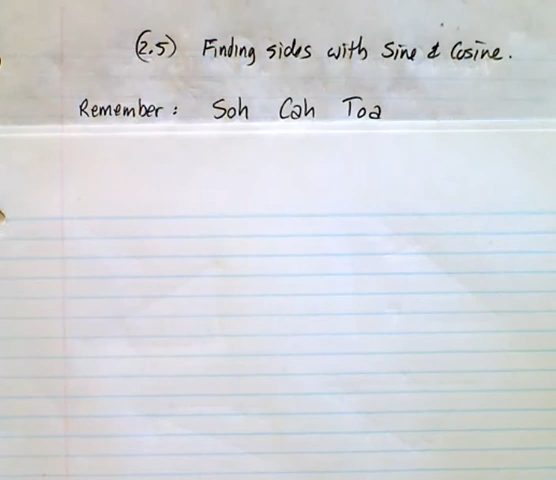 (2.5) Finding sides with Sine & Cosine.
Remember: Soh Cah Toa